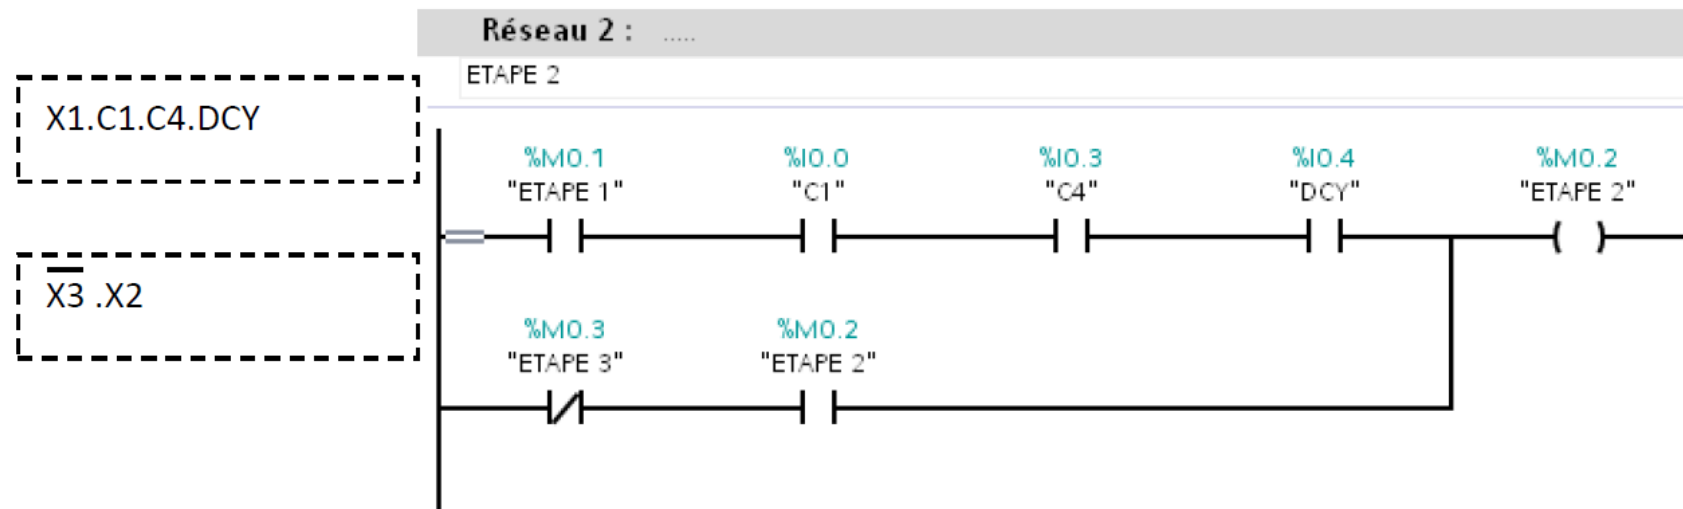 Réseau 2 : .....
ETAPE 2
X1.C1.C4.DCY
%M0.1 %I0.0 %I0.3 %I0.4 %M0.2
"ETAPE 1" "C1" "C4" "DCY" "ETAPE 2"
X̅3̅ .X2
%M0.3 %M0.2
"ETAPE 3" "ETAPE 2"